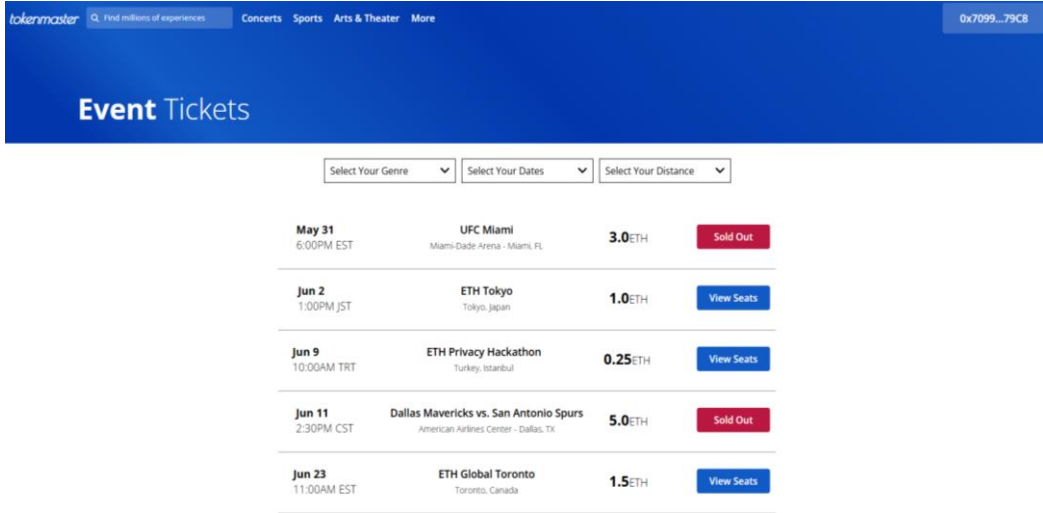 tokenmaster Find millions of experiences Concerts Sports Arts & Theater More 0x7099...79C8
Event Tickets
Select Your Genre Select Your Dates Select Your Distance
May 31 UFC Miami 3.0ETH Sold Out
6:00PM EST Miami-Dade Arena - Miami, FL
Jun 2 ETH Tokyo 1.0ETH View Seats
1:00PM JST Tokyo, Japan
Jun 9 ETH Privacy Hackathon 0.25ETH View Seats
10:00AM TRT Turkey, Istanbul
Jun 11 Dallas Mavericks vs. San Antonio Spurs 5.0ETH Sold Out
2:30PM CST American Airlines Center - Dallas, TX
Jun 23 ETH Global Toronto 1.5ETH View Seats
11:00AM EST Toronto, Canada